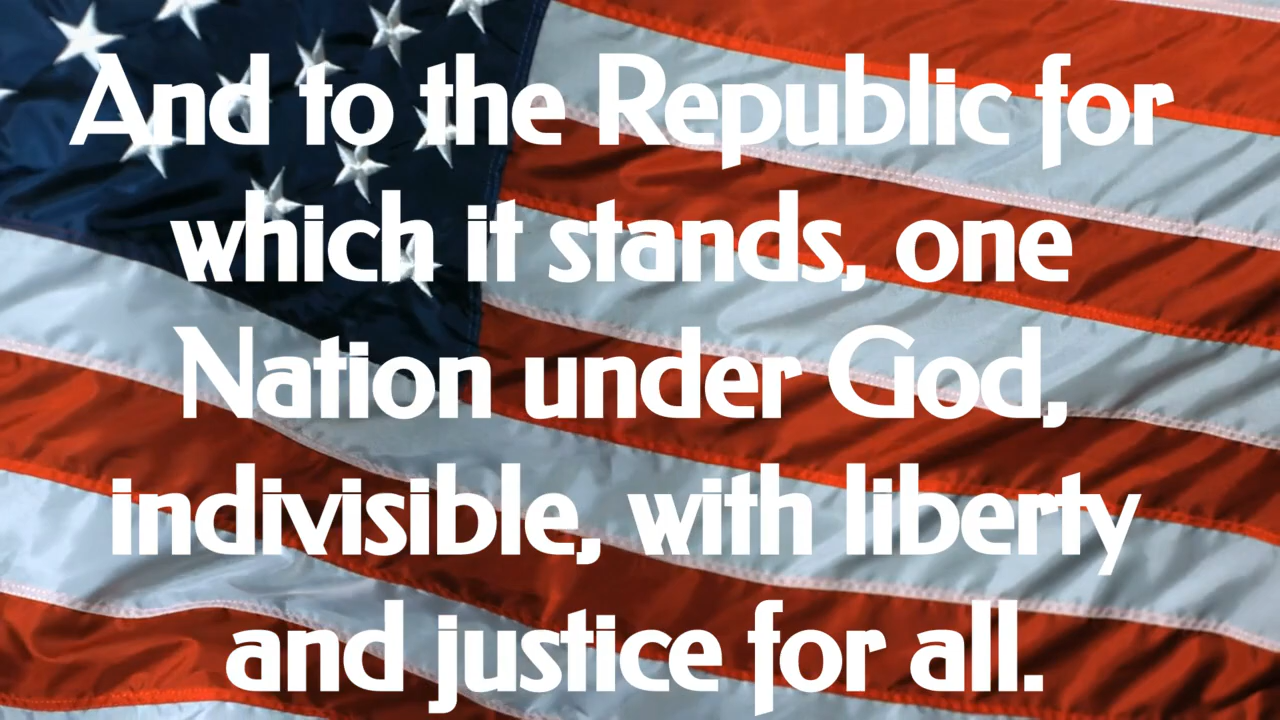 And to the Republic for
which it stands, one
Nation under God,
indivisible, with liberty
and justice for all.